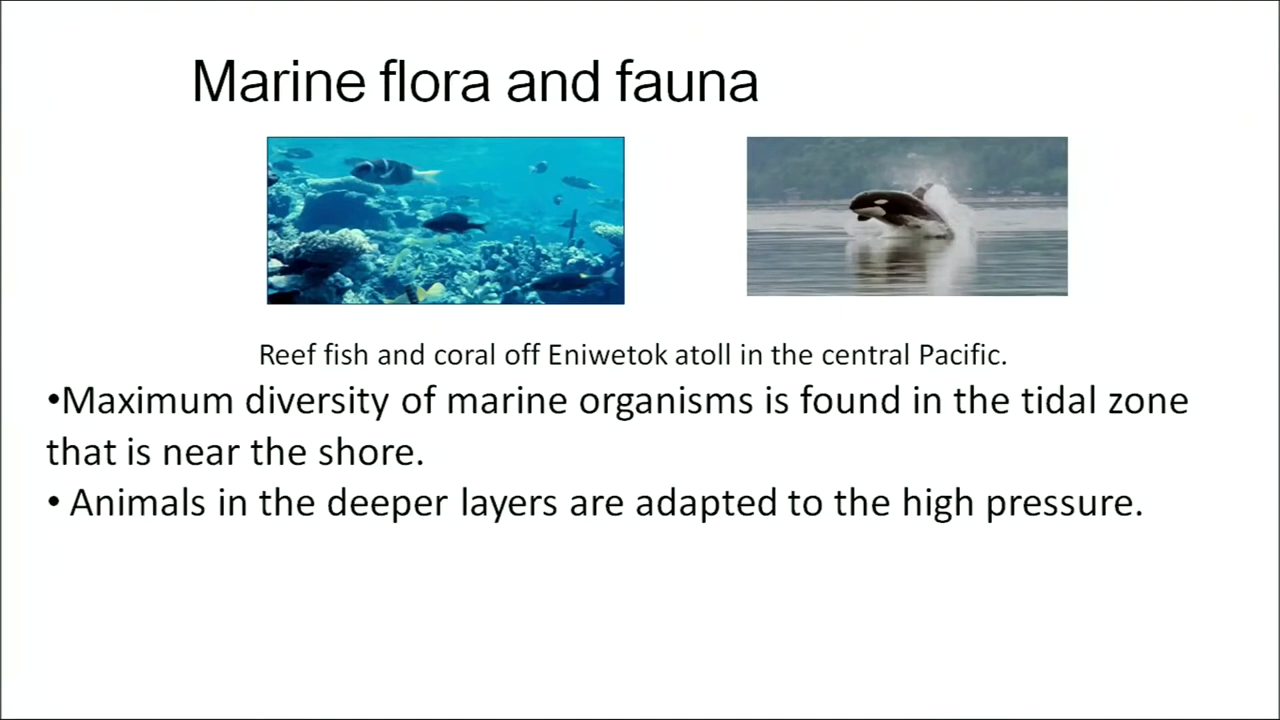 Marine flora and fauna
Reef fish and coral off Eniwetok atoll in the central Pacific.
•Maximum diversity of marine organisms is found in the tidal zone
that is near the shore.
• Animals in the deeper layers are adapted to the high pressure.